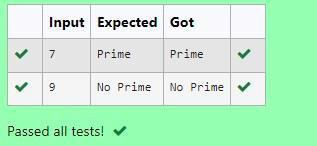 Input Expected Got
7 Prime Prime
9 No Prime No Prime
Passed all tests!